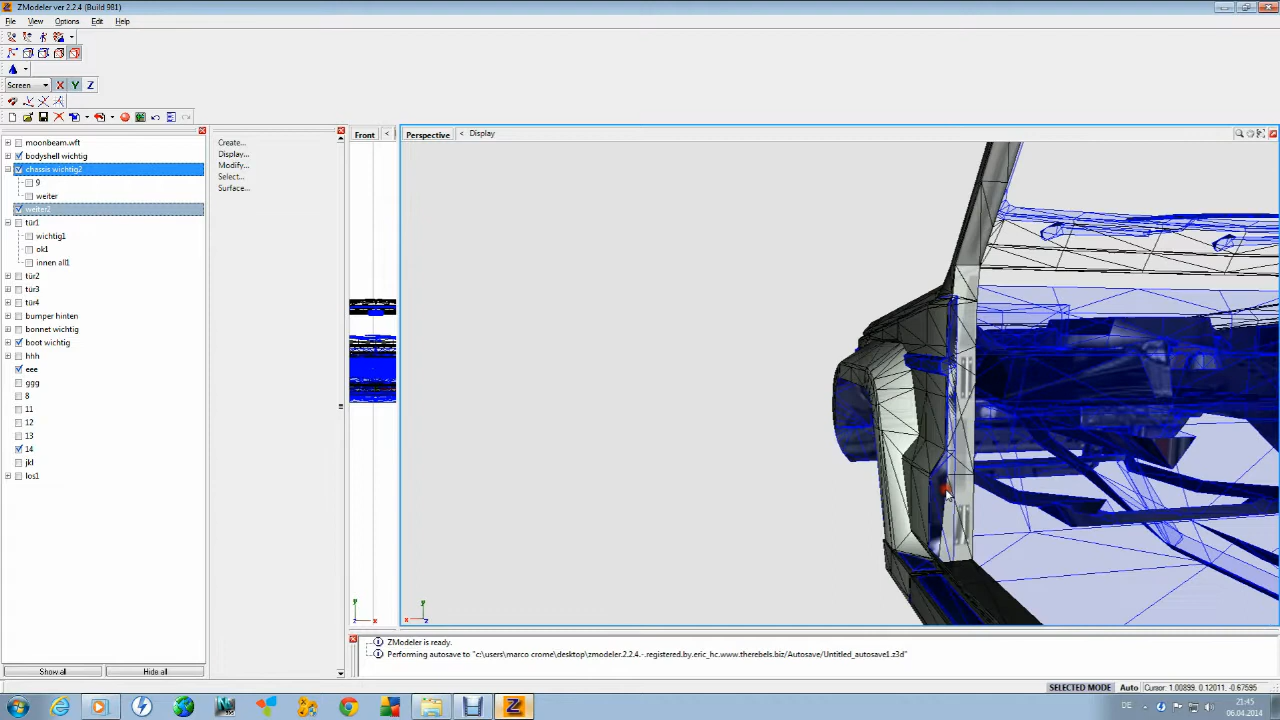 ZModeler ver 2.2.4 (Build 981)
File View Options Edit Help
Screen X Y Z
moonbeam.wft
bodyshell wichtig
chassis wichtig2
9
weiter
weiter2
tür1
wichtig1
ok1
innen all1
tür2
tür3
tür4
bumper hinten
bonnet wichtig
boot wichtig
hhh
eee
ggg
8
11
12
13
14
jkl
los1
Show all Hide all
Create...
Display...
Modify...
Select...
Surface...
Front <
Perspective < Display
y
x
z
y
x
z
ZModeler is ready.
Performing autosave to "c:\users\marco crome\desktop\zmodeler.2.2.4.-.registered.by.eric_hc.www.therebels.biz/Autosave/Untitled_autosave1.z3d"
SELECTED MODE Auto Cursor: 1.00899, 0.12011, -0.67595
DE
21:45
06.04.2014